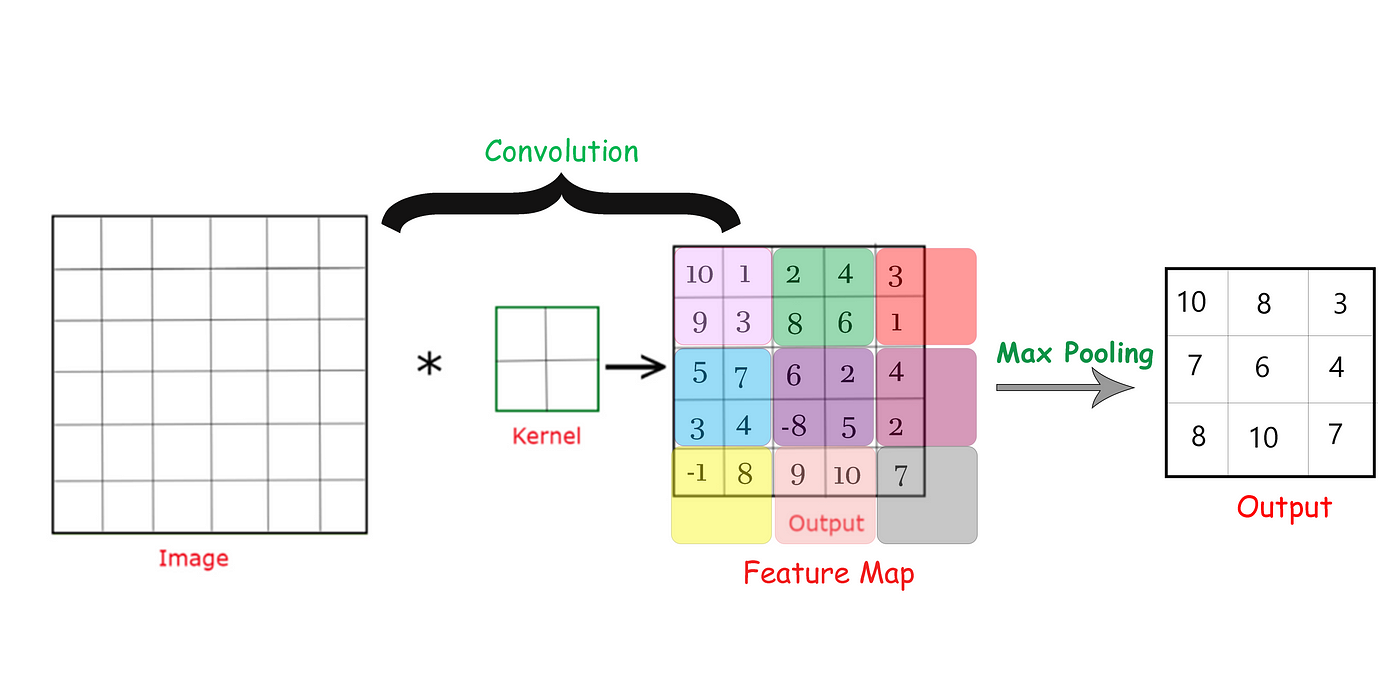 Convolution
*
Image
Kernel
10 1 2 4 3
9 3 8 6 1
5 7 6 2 4
3 4 -8 5 2
-1 8 9 10 7
Output
Feature Map
Max Pooling
10 8 3
7 6 4
8 10 7
Output